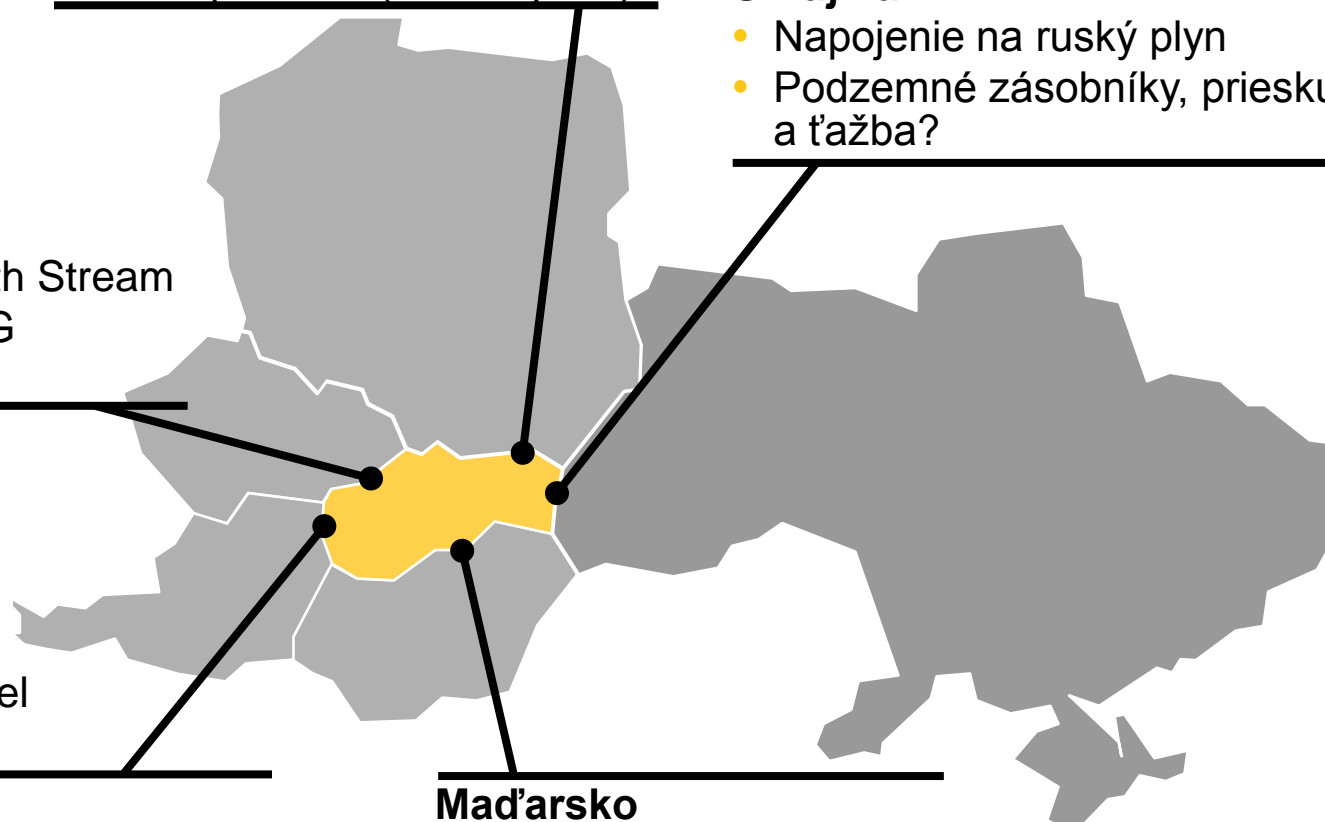 • Napojenie na ruský plyn
• Podzemné zásobníky, priesku
a ťažba?
h Stream
G
el
Maďarsko